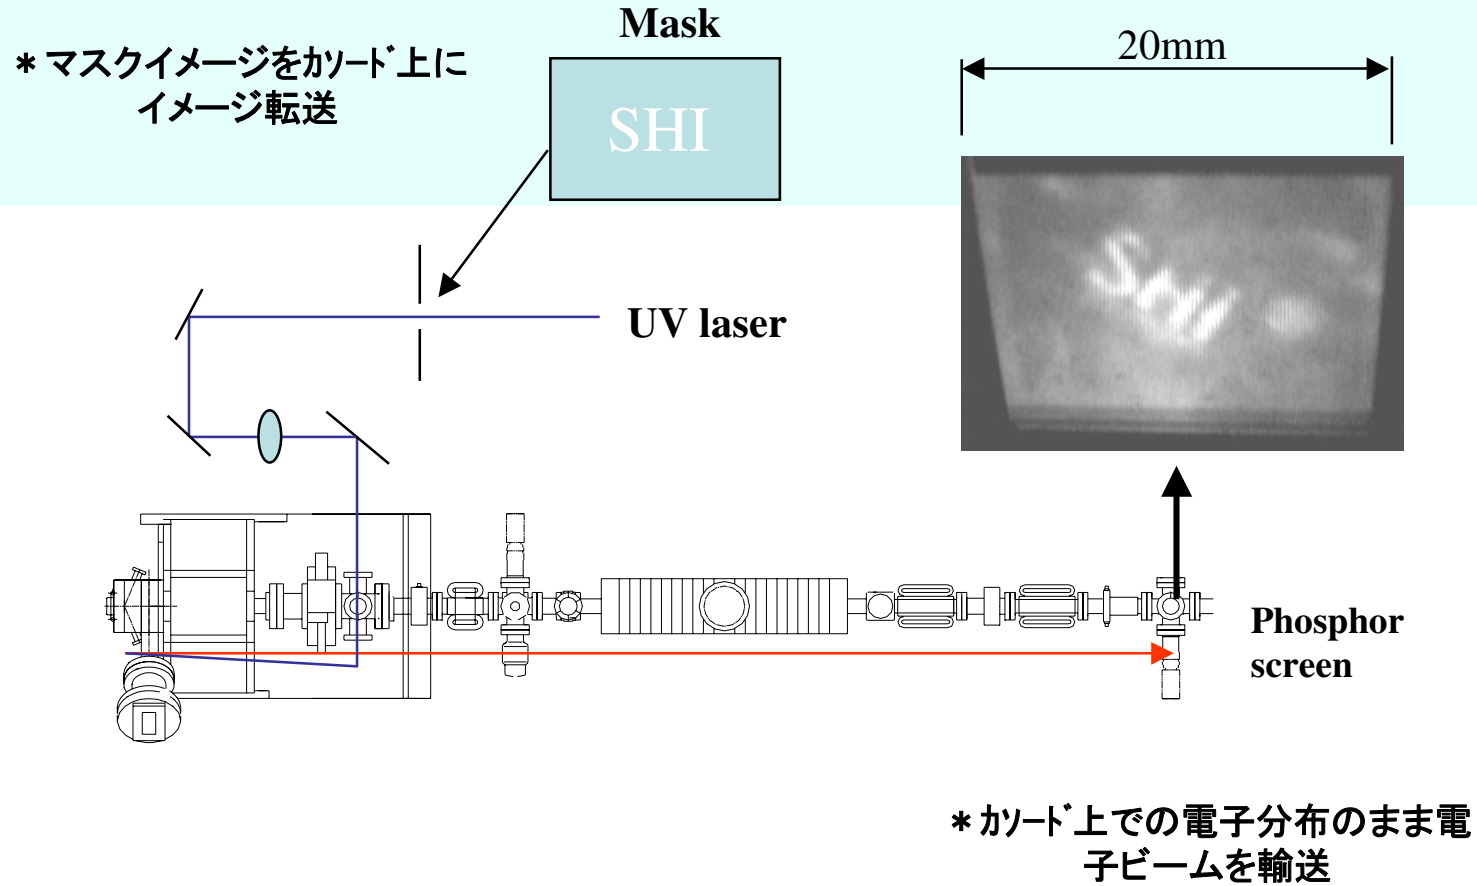 Mask
*マスクイメージをｶｿｰﾄﾞ上に
イメージ転送
SHI
20mm
SHI
UV laser
Phosphor
screen
*ｶｿｰﾄﾞ上での電子分布のまま電
子ビームを輸送